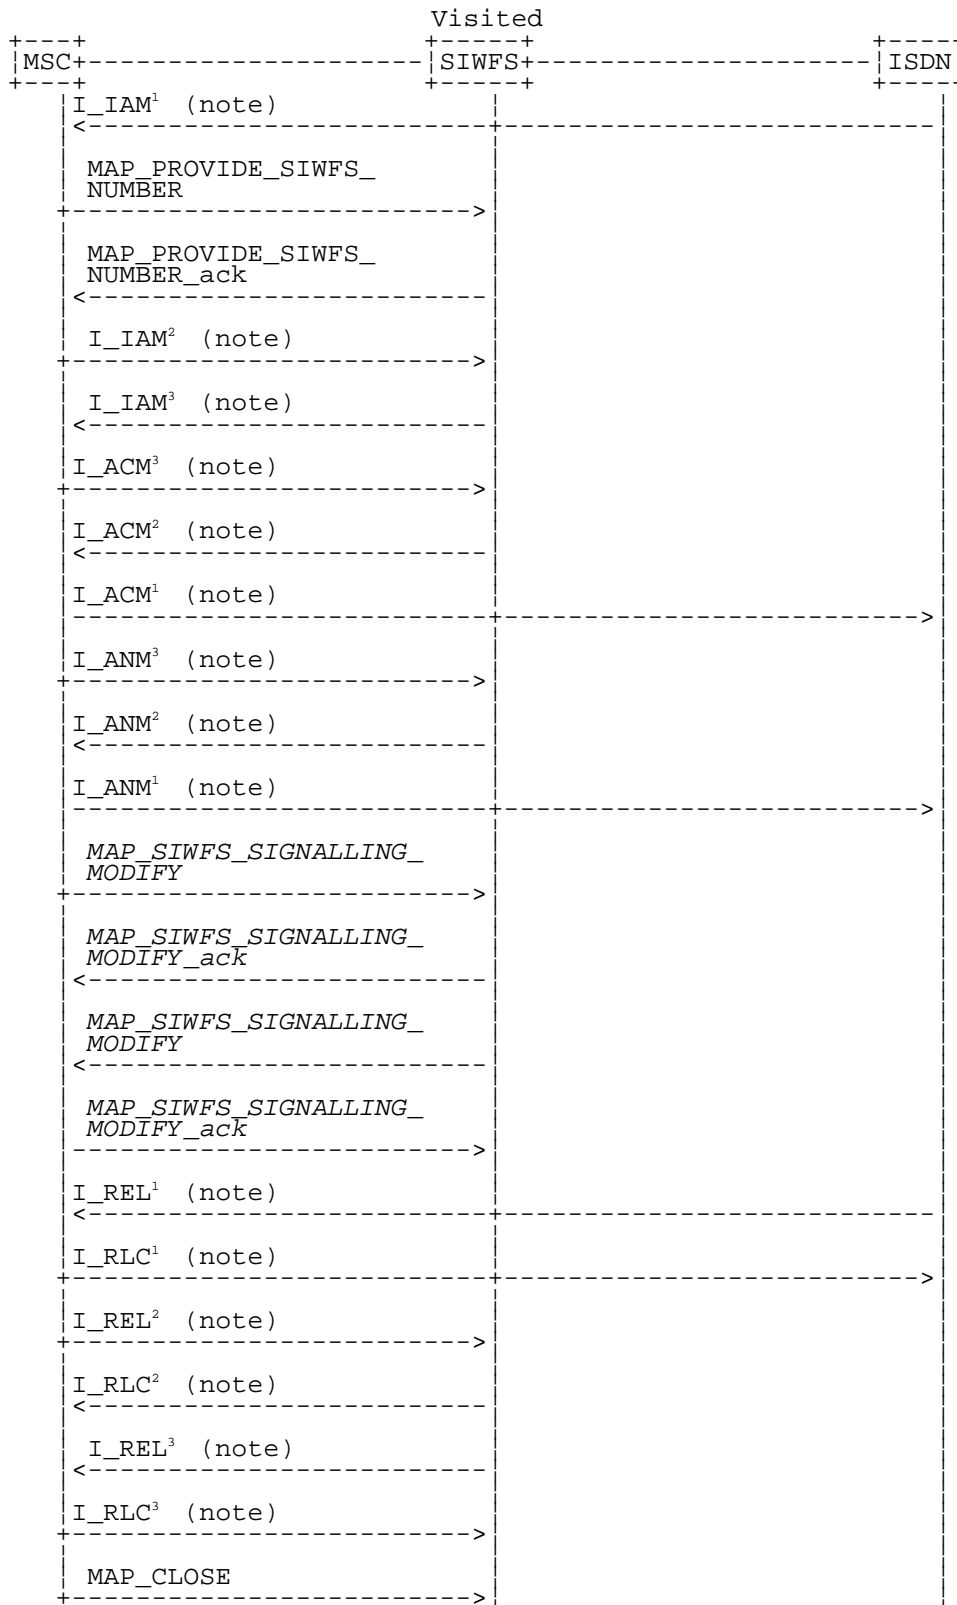 Visited
MSC SIWFS ISDN
I_IAM¹ (note)
MAP_PROVIDE_SIWFS_
NUMBER
MAP_PROVIDE_SIWFS_
NUMBER_ack
I_IAM² (note)
I_IAM³ (note)
I_ACM³ (note)
I_ACM² (note)
I_ACM¹ (note)
I_ANM³ (note)
I_ANM² (note)
I_ANM¹ (note)
MAP_SIWFS_SIGNALLING_
MODIFY
MAP_SIWFS_SIGNALLING_
MODIFY_ack
MAP_SIWFS_SIGNALLING_
MODIFY
MAP_SIWFS_SIGNALLING_
MODIFY_ack
I_REL¹ (note)
I_RLC¹ (note)
I_REL² (note)
I_RLC² (note)
I_REL³ (note)
I_RLC³ (note)
MAP_CLOSE